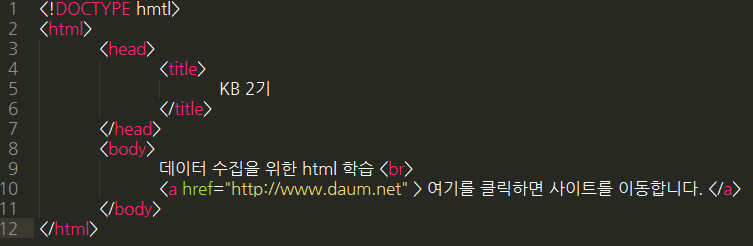 1 <!DOCTYPE hmtl>
2 <html>
3 <head>
4 <title>
5 KB 2기
6 </title>
7 </head>
8 <body>
9 데이터 수집을 위한 html 학습 <br>
10 <a href="http://www.daum.net" > 여기를 클릭하면 사이트를 이동합니다. </a>
11 </body>
12 </html>